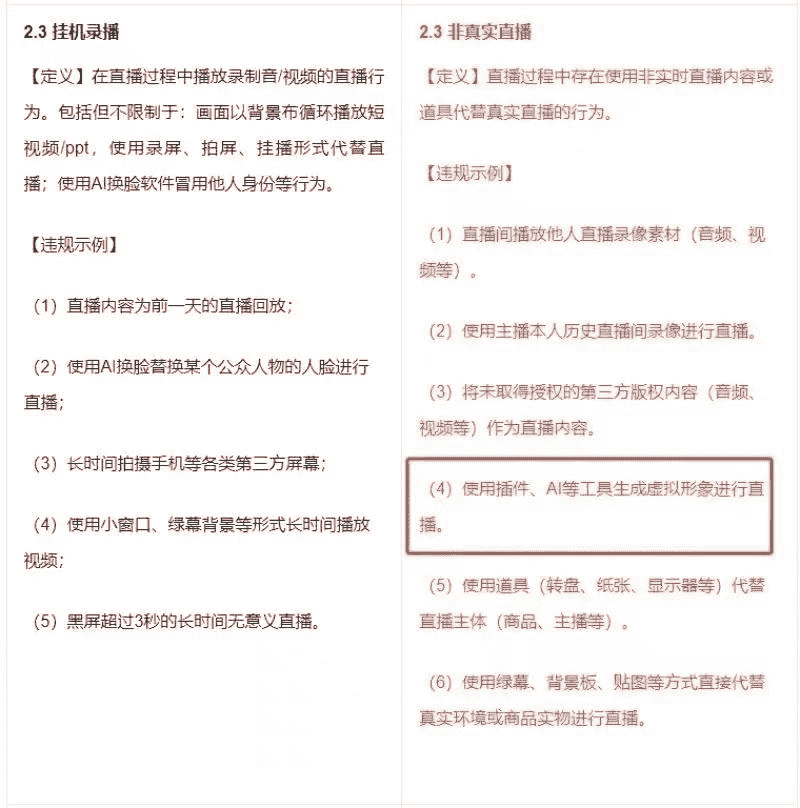 2.3 挂机录播
【定义】在直播过程中播放录制音/视频的直播行
为。包括但不限制于：画面以背景布循环播放短
视频/ppt，使用录屏、拍屏、挂播形式代替直
播；使用AI换脸软件冒用他人身份等行为。
【违规示例】
（1）直播内容为前一天的直播回放；
（2）使用AI换脸替换某个公众人物的人脸进行
直播；
（3）长时间拍摄手机等各类第三方屏幕；
（4）使用小窗口、绿幕背景等形式长时间播放
视频；
（5）黑屏超过3秒的长时间无意义直播。
2.3 非真实直播
【定义】直播过程中存在使用非实时直播内容或
道具代替真实直播的行为。
【违规示例】
（1）直播间播放他人直播录像素材（音频、视
频等）。
（2）使用主播本人历史直播间录像进行直播。
（3）将未取得授权的第三方版权内容（音频、
视频等）作为直播内容。
（4）使用插件、AI等工具生成虚拟形象进行直
播。
（5）使用道具（转盘、纸张、显示器等）代替
直播主体（商品、主播等）。
（6）使用绿幕、背景板、贴图等方式直接代替
真实环境或商品实物进行直播。